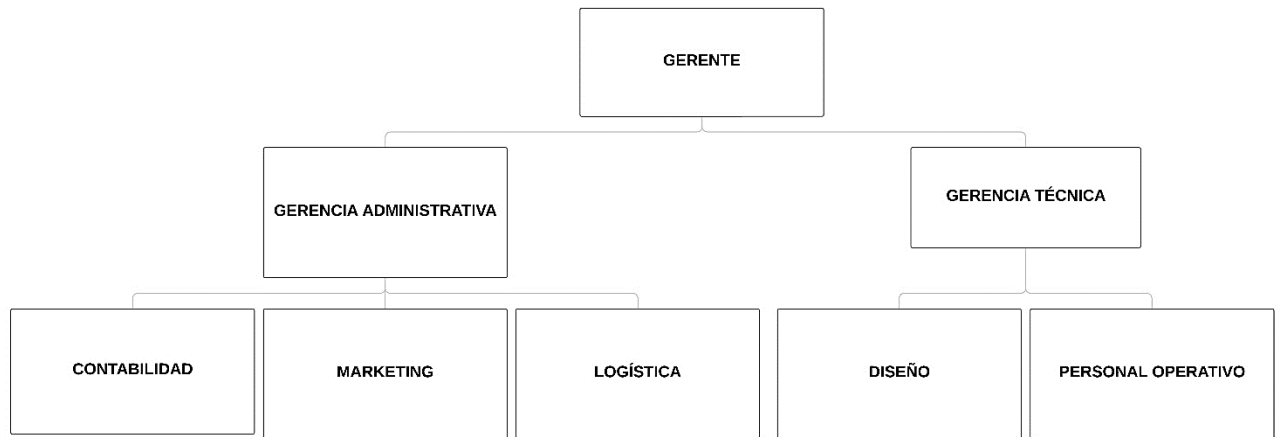 GERENTE
GERENCIA ADMINISTRATIVA
GERENCIA TÉCNICA
CONTABILIDAD
MARKETING
LOGÍSTICA
DISEÑO
PERSONAL OPERATIVO